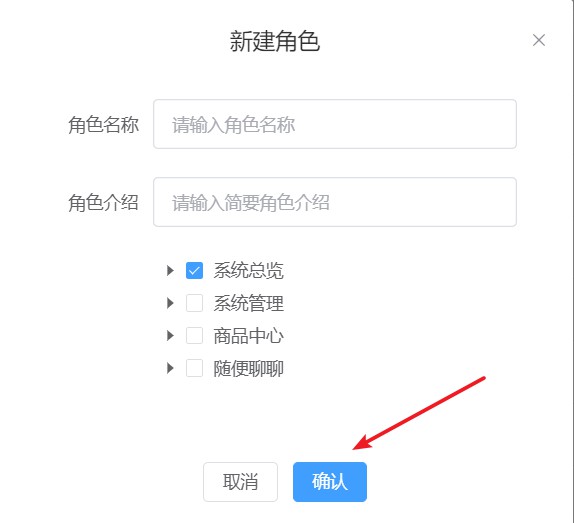 新建角色
角色名称 请输入角色名称
角色介绍 请输入简要角色介绍
系统总览
系统管理
商品中心
随便聊聊
取消 确认